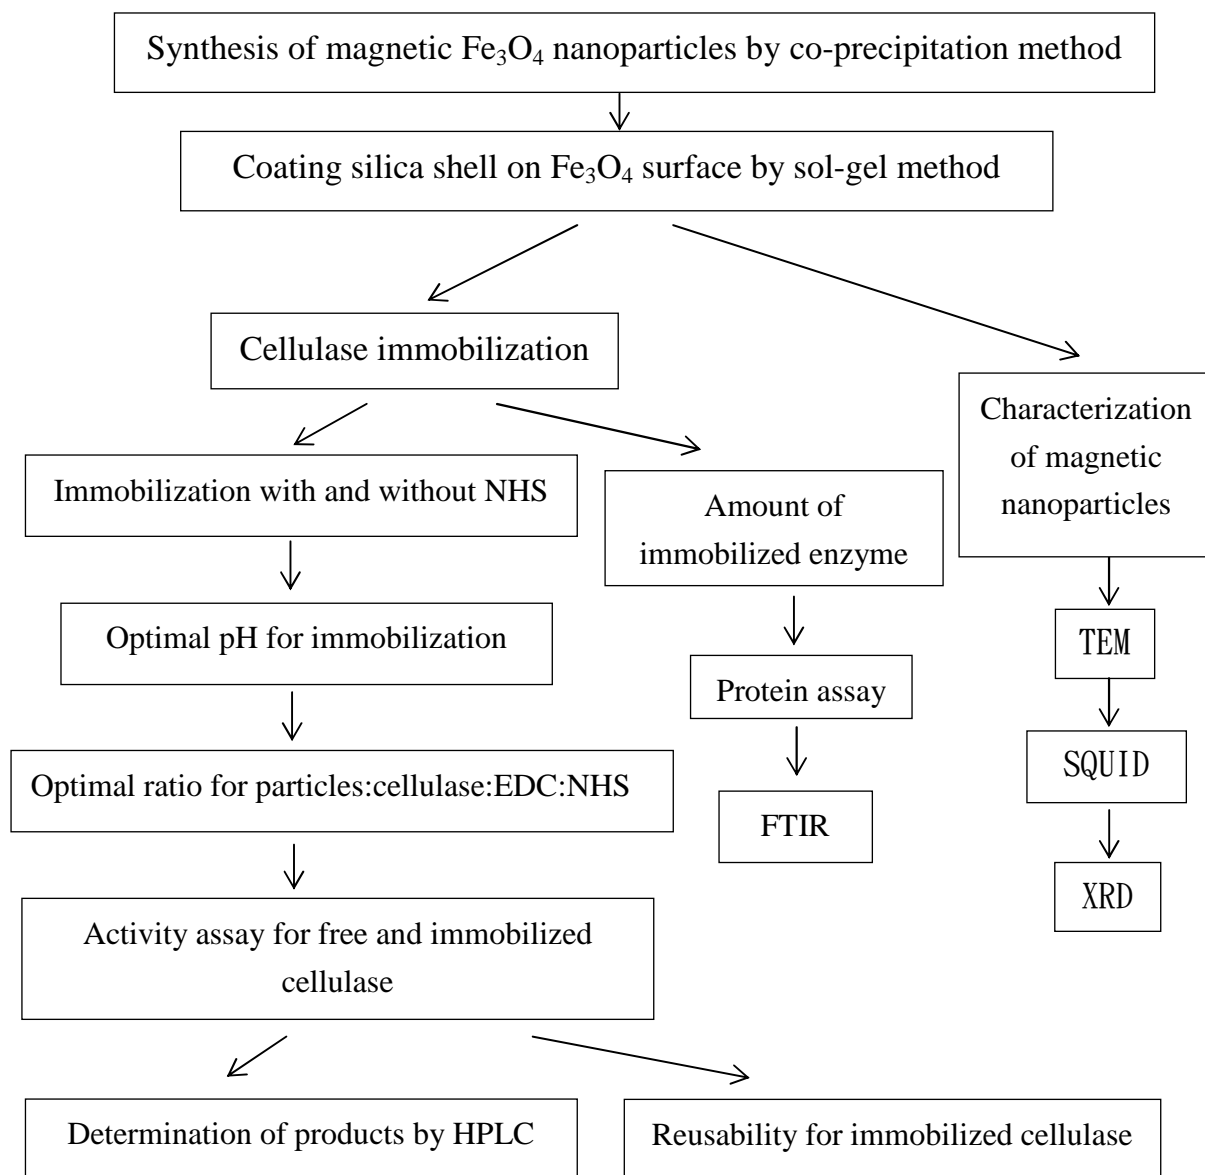 Synthesis of magnetic Fe₃O₄ nanoparticles by co-precipitation method
Coating silica shell on Fe₃O₄ surface by sol-gel method
Cellulase immobilization
Characterization
of magnetic
nanoparticles
Immobilization with and without NHS
Amount of
immobilized enzyme
Optimal pH for immobilization
TEM
Protein assay
Optimal ratio for particles:cellulase:EDC:NHS
SQUID
FTIR
XRD
Activity assay for free and immobilized
cellulase
Determination of products by HPLC
Reusability for immobilized cellulase